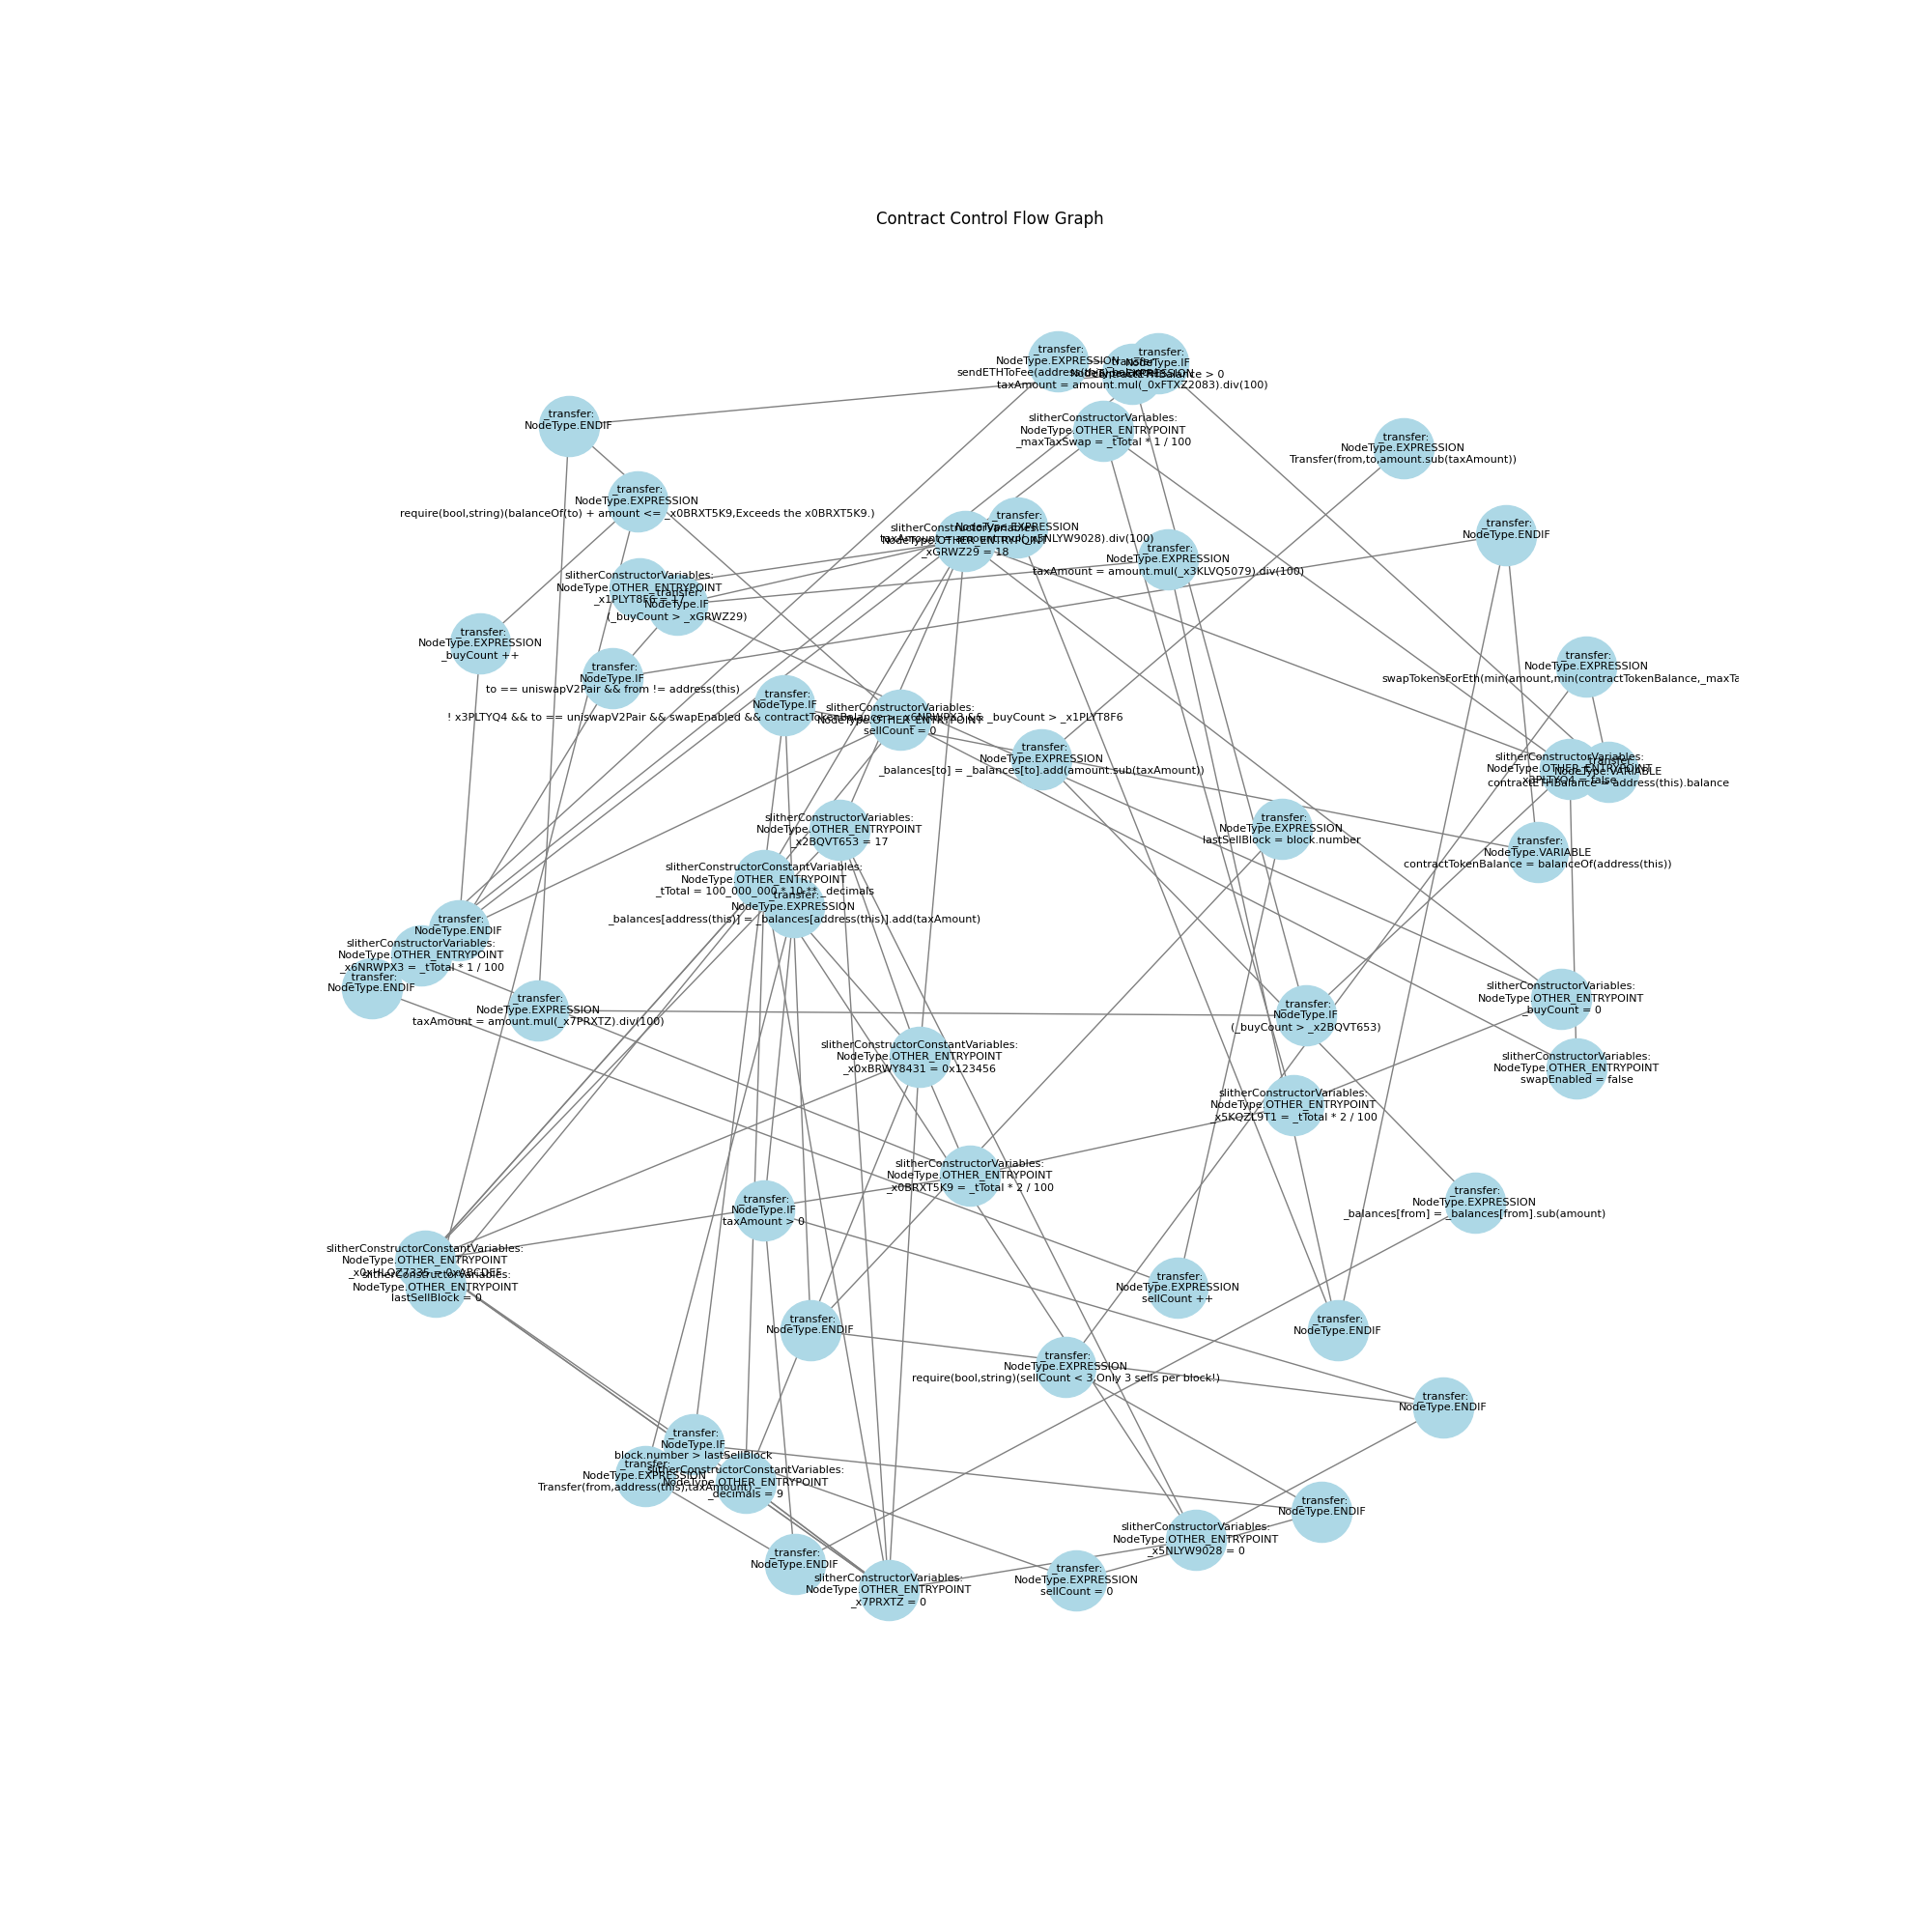 Contract Control Flow Graph
_transfer:
NodeType.EXPRESSION
sendETHToFee(address(this).balance)
_transfer:
NodeType.IF
contractETHBalance > 0
_transfer:
NodeType.EXPRESSION
taxAmount = amount.mul(_0xFTXZ2083).div(100)
_transfer:
NodeType.ENDIF
slitherConstructorVariables:
NodeType.OTHER_ENTRYPOINT
_maxTaxSwap = _tTotal * 1 / 100
_transfer:
NodeType.EXPRESSION
Transfer(from,to,amount.sub(taxAmount))
_transfer:
NodeType.EXPRESSION
require(bool,string)(balanceOf(to) + amount <= _x0BRXT5K9,Exceeds the x0BRXT5K9.)
_transfer:
NodeType.EXPRESSION
taxAmount = amount.mul(_x5NLYW9028).div(100)
slitherConstructorVariables:
NodeType.OTHER_ENTRYPOINT
_xGRWZ29 = 18
_transfer:
NodeType.ENDIF
_transfer:
NodeType.EXPRESSION
taxAmount = amount.mul(_x3KLVQ5079).div(100)
slitherConstructorVariables:
NodeType.OTHER_ENTRYPOINT
_x1PLYT8F6 = 17
_transfer:
NodeType.IF
(_buyCount > _xGRWZ29)
_transfer:
NodeType.EXPRESSION
_buyCount ++
_transfer:
NodeType.IF
to == uniswapV2Pair && from != address(this)
_transfer:
NodeType.EXPRESSION
swapTokensForEth(min(amount,min(contractTokenBalance,_maxTa
_transfer:
NodeType.IF
! x3PLTYQ4 && to == uniswapV2Pair && swapEnabled && contractTokenBalance > _x6NRWPX3 && _buyCount > _x1PLYT8F6
slitherConstructorVariables:
NodeType.OTHER_ENTRYPOINT
sellCount = 0
_transfer:
NodeType.EXPRESSION
_balances[to] = _balances[to].add(amount.sub(taxAmount))
slitherConstructorVariables:
NodeType.OTHER_ENTRYPOINT
x3PLTYQ4 = false
_transfer:
NodeType.VARIABLE
contractETHBalance = address(this).balance
slitherConstructorVariables:
NodeType.OTHER_ENTRYPOINT
_x2BQVT653 = 17
_transfer:
NodeType.EXPRESSION
lastSellBlock = block.number
_transfer:
NodeType.VARIABLE
contractTokenBalance = balanceOf(address(this))
slitherConstructorConstantVariables:
NodeType.OTHER_ENTRYPOINT
_tTotal = 100_000_000 * 10 ** _decimals
_transfer:
NodeType.EXPRESSION
_balances[address(this)] = _balances[address(this)].add(taxAmount)
_transfer:
NodeType.ENDIF
slitherConstructorVariables:
NodeType.OTHER_ENTRYPOINT
_x6NRWPX3 = _tTotal * 1 / 100
_transfer:
NodeType.ENDIF
_transfer:
NodeType.EXPRESSION
taxAmount = amount.mul(_x7PRXTZ).div(100)
_transfer:
NodeType.IF
(_buyCount > _x2BQVT653)
slitherConstructorVariables:
NodeType.OTHER_ENTRYPOINT
_buyCount = 0
slitherConstructorConstantVariables:
NodeType.OTHER_ENTRYPOINT
_x0xBRWY8431 = 0x123456
slitherConstructorVariables:
NodeType.OTHER_ENTRYPOINT
swapEnabled = false
slitherConstructorVariables:
NodeType.OTHER_ENTRYPOINT
_x5KQZL9T1 = _tTotal * 2 / 100
slitherConstructorVariables:
NodeType.OTHER_ENTRYPOINT
_x0BRXT5K9 = _tTotal * 2 / 100
_transfer:
NodeType.IF
taxAmount > 0
_transfer:
NodeType.EXPRESSION
_balances[from] = _balances[from].sub(amount)
slitherConstructorConstantVariables:
NodeType.OTHER_ENTRYPOINT
_x0xHLQZ7335 = 0xABCDEF
slitherConstructorVariables:
NodeType.OTHER_ENTRYPOINT
lastSellBlock = 0
_transfer:
NodeType.EXPRESSION
sellCount ++
_transfer:
NodeType.ENDIF
_transfer:
NodeType.ENDIF
_transfer:
NodeType.EXPRESSION
require(bool,string)(sellCount < 3,Only 3 sells per block!)
_transfer:
NodeType.ENDIF
_transfer:
NodeType.IF
block.number > lastSellBlock
_transfer:
NodeType.EXPRESSION
Transfer(from,address(this),taxAmount)
slitherConstructorConstantVariables:
NodeType.OTHER_ENTRYPOINT
_decimals = 9
_transfer:
NodeType.ENDIF
slitherConstructorVariables:
NodeType.OTHER_ENTRYPOINT
_x5NLYW9028 = 0
_transfer:
NodeType.ENDIF
_transfer:
NodeType.EXPRESSION
sellCount = 0
slitherConstructorVariables:
NodeType.OTHER_ENTRYPOINT
_x7PRXTZ = 0